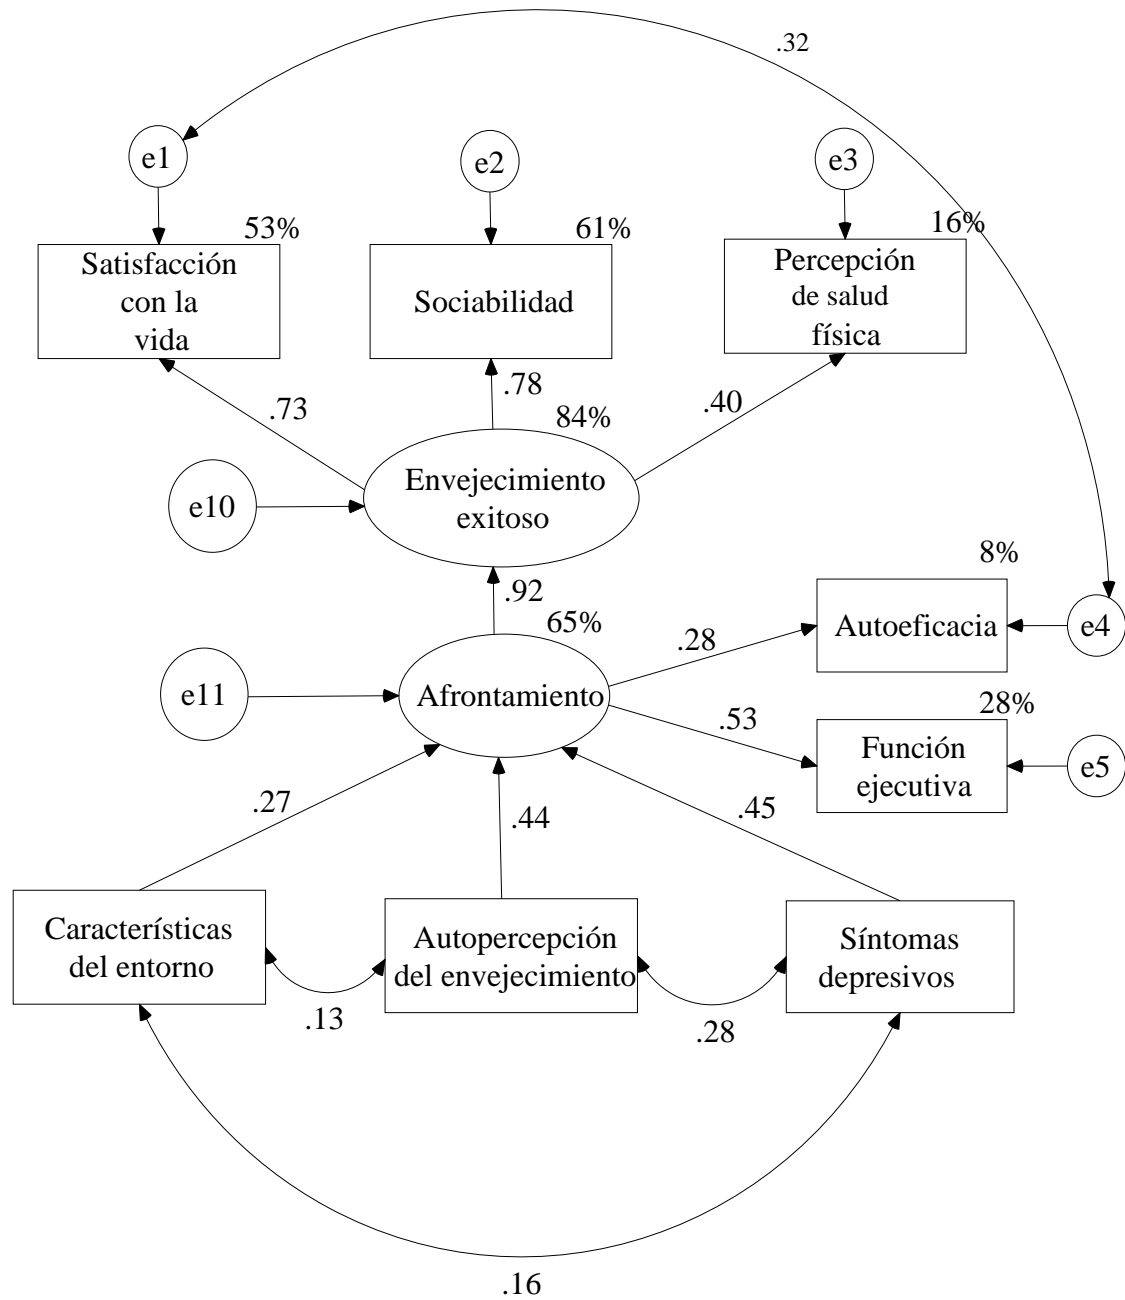 .32
e1
e2
e3
53%
61%
16%
Satisfacción
con la
vida
Sociabilidad
Percepción
de salud
física
.73
.78
.40
84%
e10
Envejecimiento
exitoso
.92
8%
65%
.28
Autoeficacia
e4
e11
Afrontamiento
.53
28%
Función
ejecutiva
e5
.27
.44
.45
Características
del entorno
Autopercepción
del envejecimiento
Síntomas
depresivos
.13
.28
.16